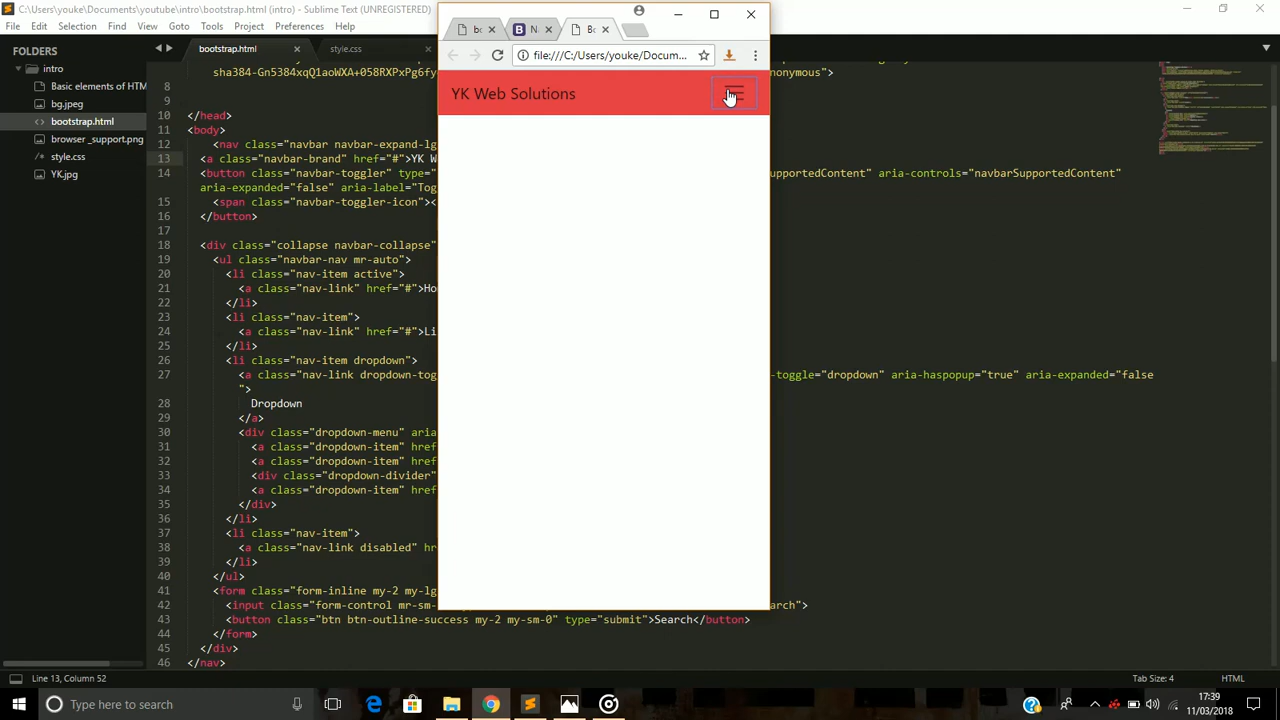 C:\Users\youke\Documents\youtube\intro\bootstrap.html (intro) - Sublime Text (UNREGISTERED)
File Edit Selection Find View Goto Tools Project Preferences Help
FOLDERS
intro
Basic elements of HTM
bg.jpeg
bootstrap.html
browser _support.png
style.css
YK.jpg
bootstrap.html
style.css
file:///C:/Users/youke/Docum...
YK Web Solutions
sha384-Gn5384xqQ1aoWXA+058RXPxPg6fy
onymous">
8
9
10 </head>
11 <body>
12 <nav class="navbar navbar-expand-lg
13 <a class="navbar-brand" href="#">YK W
14 <button class="navbar-toggler" type= upportedContent" aria-controls="navbarSupportedContent"
aria-expanded="false" aria-label="Tog
15 <span class="navbar-toggler-icon"><
16 </button>
17
18 <div class="collapse navbar-collapse"
19 <ul class="navbar-nav mr-auto">
20 <li class="nav-item active">
21 <a class="nav-link" href="#">Ho
22 </li>
23 <li class="nav-item">
24 <a class="nav-link" href="#">Li
25 </li>
26 <li class="nav-item dropdown">
27 <a class="nav-link dropdown-tog -toggle="dropdown" aria-haspopup="true" aria-expanded="false
">
28 Dropdown
29 </a>
30 <div class="dropdown-menu" aria
31 <a class="dropdown-item" href
32 <a class="dropdown-item" href
33 <div class="dropdown-divider"
34 <a class="dropdown-item" href
35 </div>
36 </li>
37 <li class="nav-item">
38 <a class="nav-link disabled" hr
39 </li>
40 </ul>
41 <form class="form-inline my-2 my-lg
42 <input class="form-control mr-sm- arch">
43 <button class="btn btn-outline-success my-2 my-sm-0" type="submit">Search</button>
44 </form>
45 </div>
46 </nav>
Line 13, Column 52
Tab Size: 4
HTML
Type here to search
17:39
11/03/2018